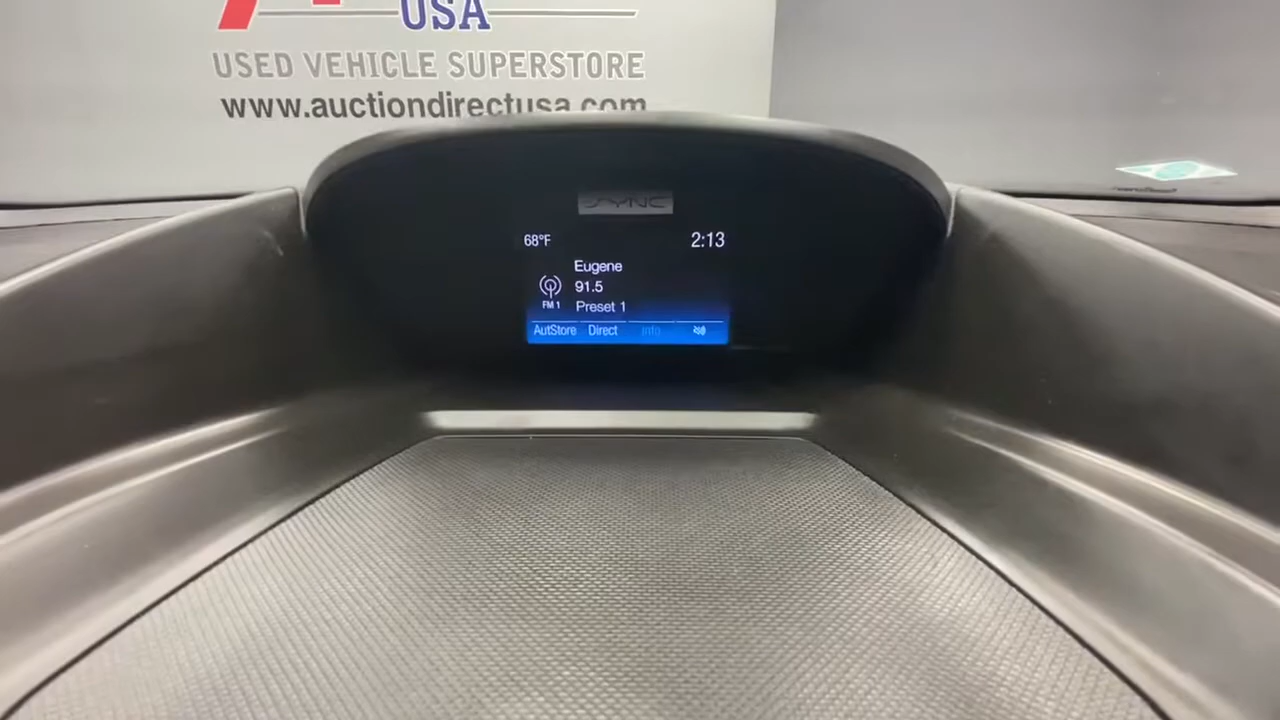 USA
USED VEHICLE SUPERSTORE
www.auctiondirectusa.com
SYNC
68°F 2:13
Eugene
91.5
FM 1 Preset 1
AutStore Direct Info